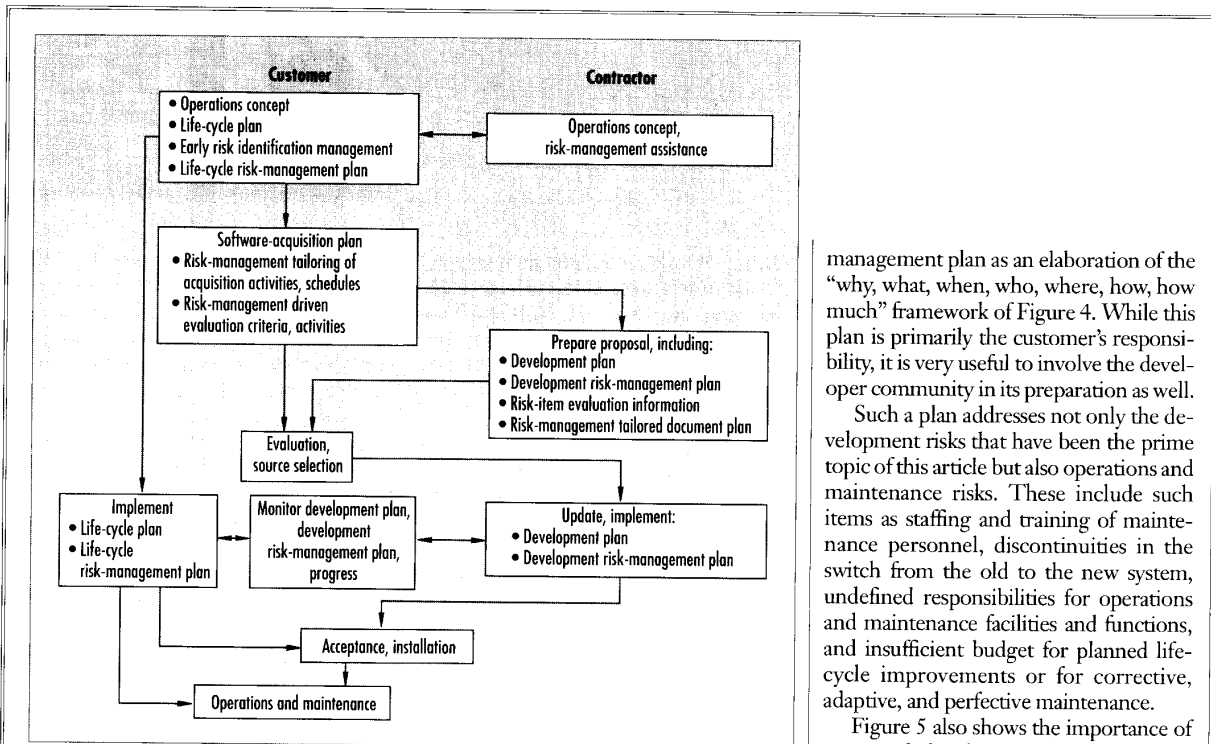 Customer
Contractor
• Operations concept
• Life-cycle plan
• Early risk identification management
• Life-cycle risk-management plan
Operations concept,
risk-management assistance
Software-acquisition plan
• Risk-management tailoring of
acquisition activities, schedules
• Risk-management driven
evaluation criteria, activities
Prepare proposal, including:
• Development plan
• Development risk-management plan
• Risk-item evaluation information
• Risk-management tailored document plan
Evaluation,
source selection
Implement
• Life-cycle plan
• Life-cycle
risk-management plan
Monitor development plan,
development
risk-management plan,
progress
Update, implement:
• Development plan
• Development risk-management plan
Acceptance, installation
Operations and maintenance
management plan as an elaboration of the
“why, what, when, who, where, how, how
much” framework of Figure 4. While this
plan is primarily the customer’s responsi-
bility, it is very useful to involve the devel-
oper community in its preparation as well.
Such a plan addresses not only the de-
velopment risks that have been the prime
topic of this article but also operations and
maintenance risks. These include such
items as staffing and training of mainte-
nance personnel, discontinuities in the
switch from the old to the new system,
undefined responsibilities for operations
and maintenance facilities and functions,
and insufficient budget for planned life-
cycle improvements or for corrective,
adaptive, and perfective maintenance.
Figure 5 also shows the importance of